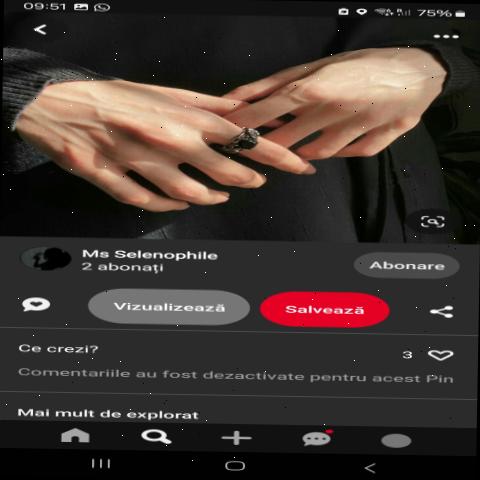 09:51
75%
Ms Selenophile
2 abonați
Abonare
Vizualizează
Salvează
Ce crezi?
3
Comentariile au fost dezactivate pentru acest Pin
Mai mult de explorat